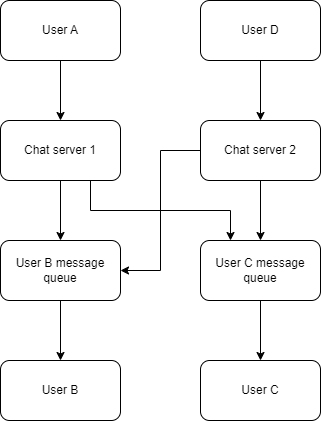 User A
User D
Chat server 1
Chat server 2
User B message
queue
User C message
queue
User B
User C